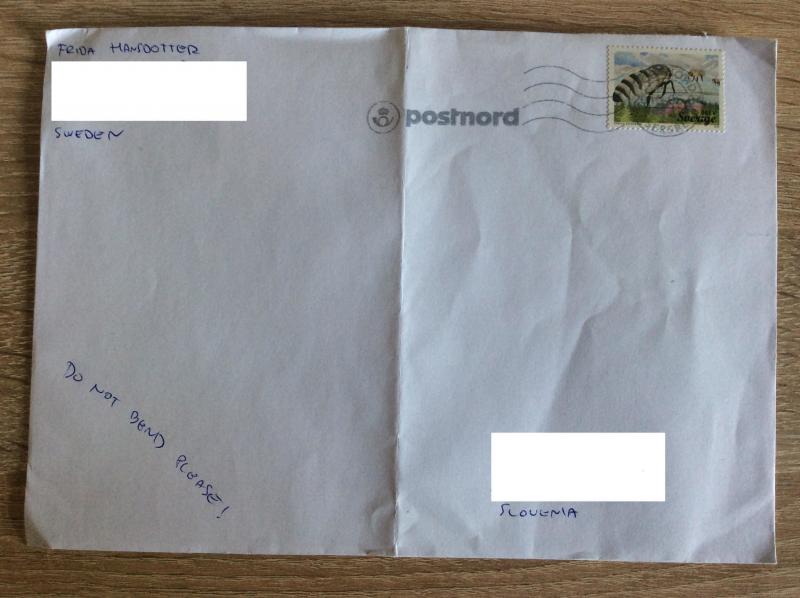 FRIDA HANSDOTTER
SWEDEN
postnord
Sverige
DO NOT BEND PLEASE!
SLOVENIA